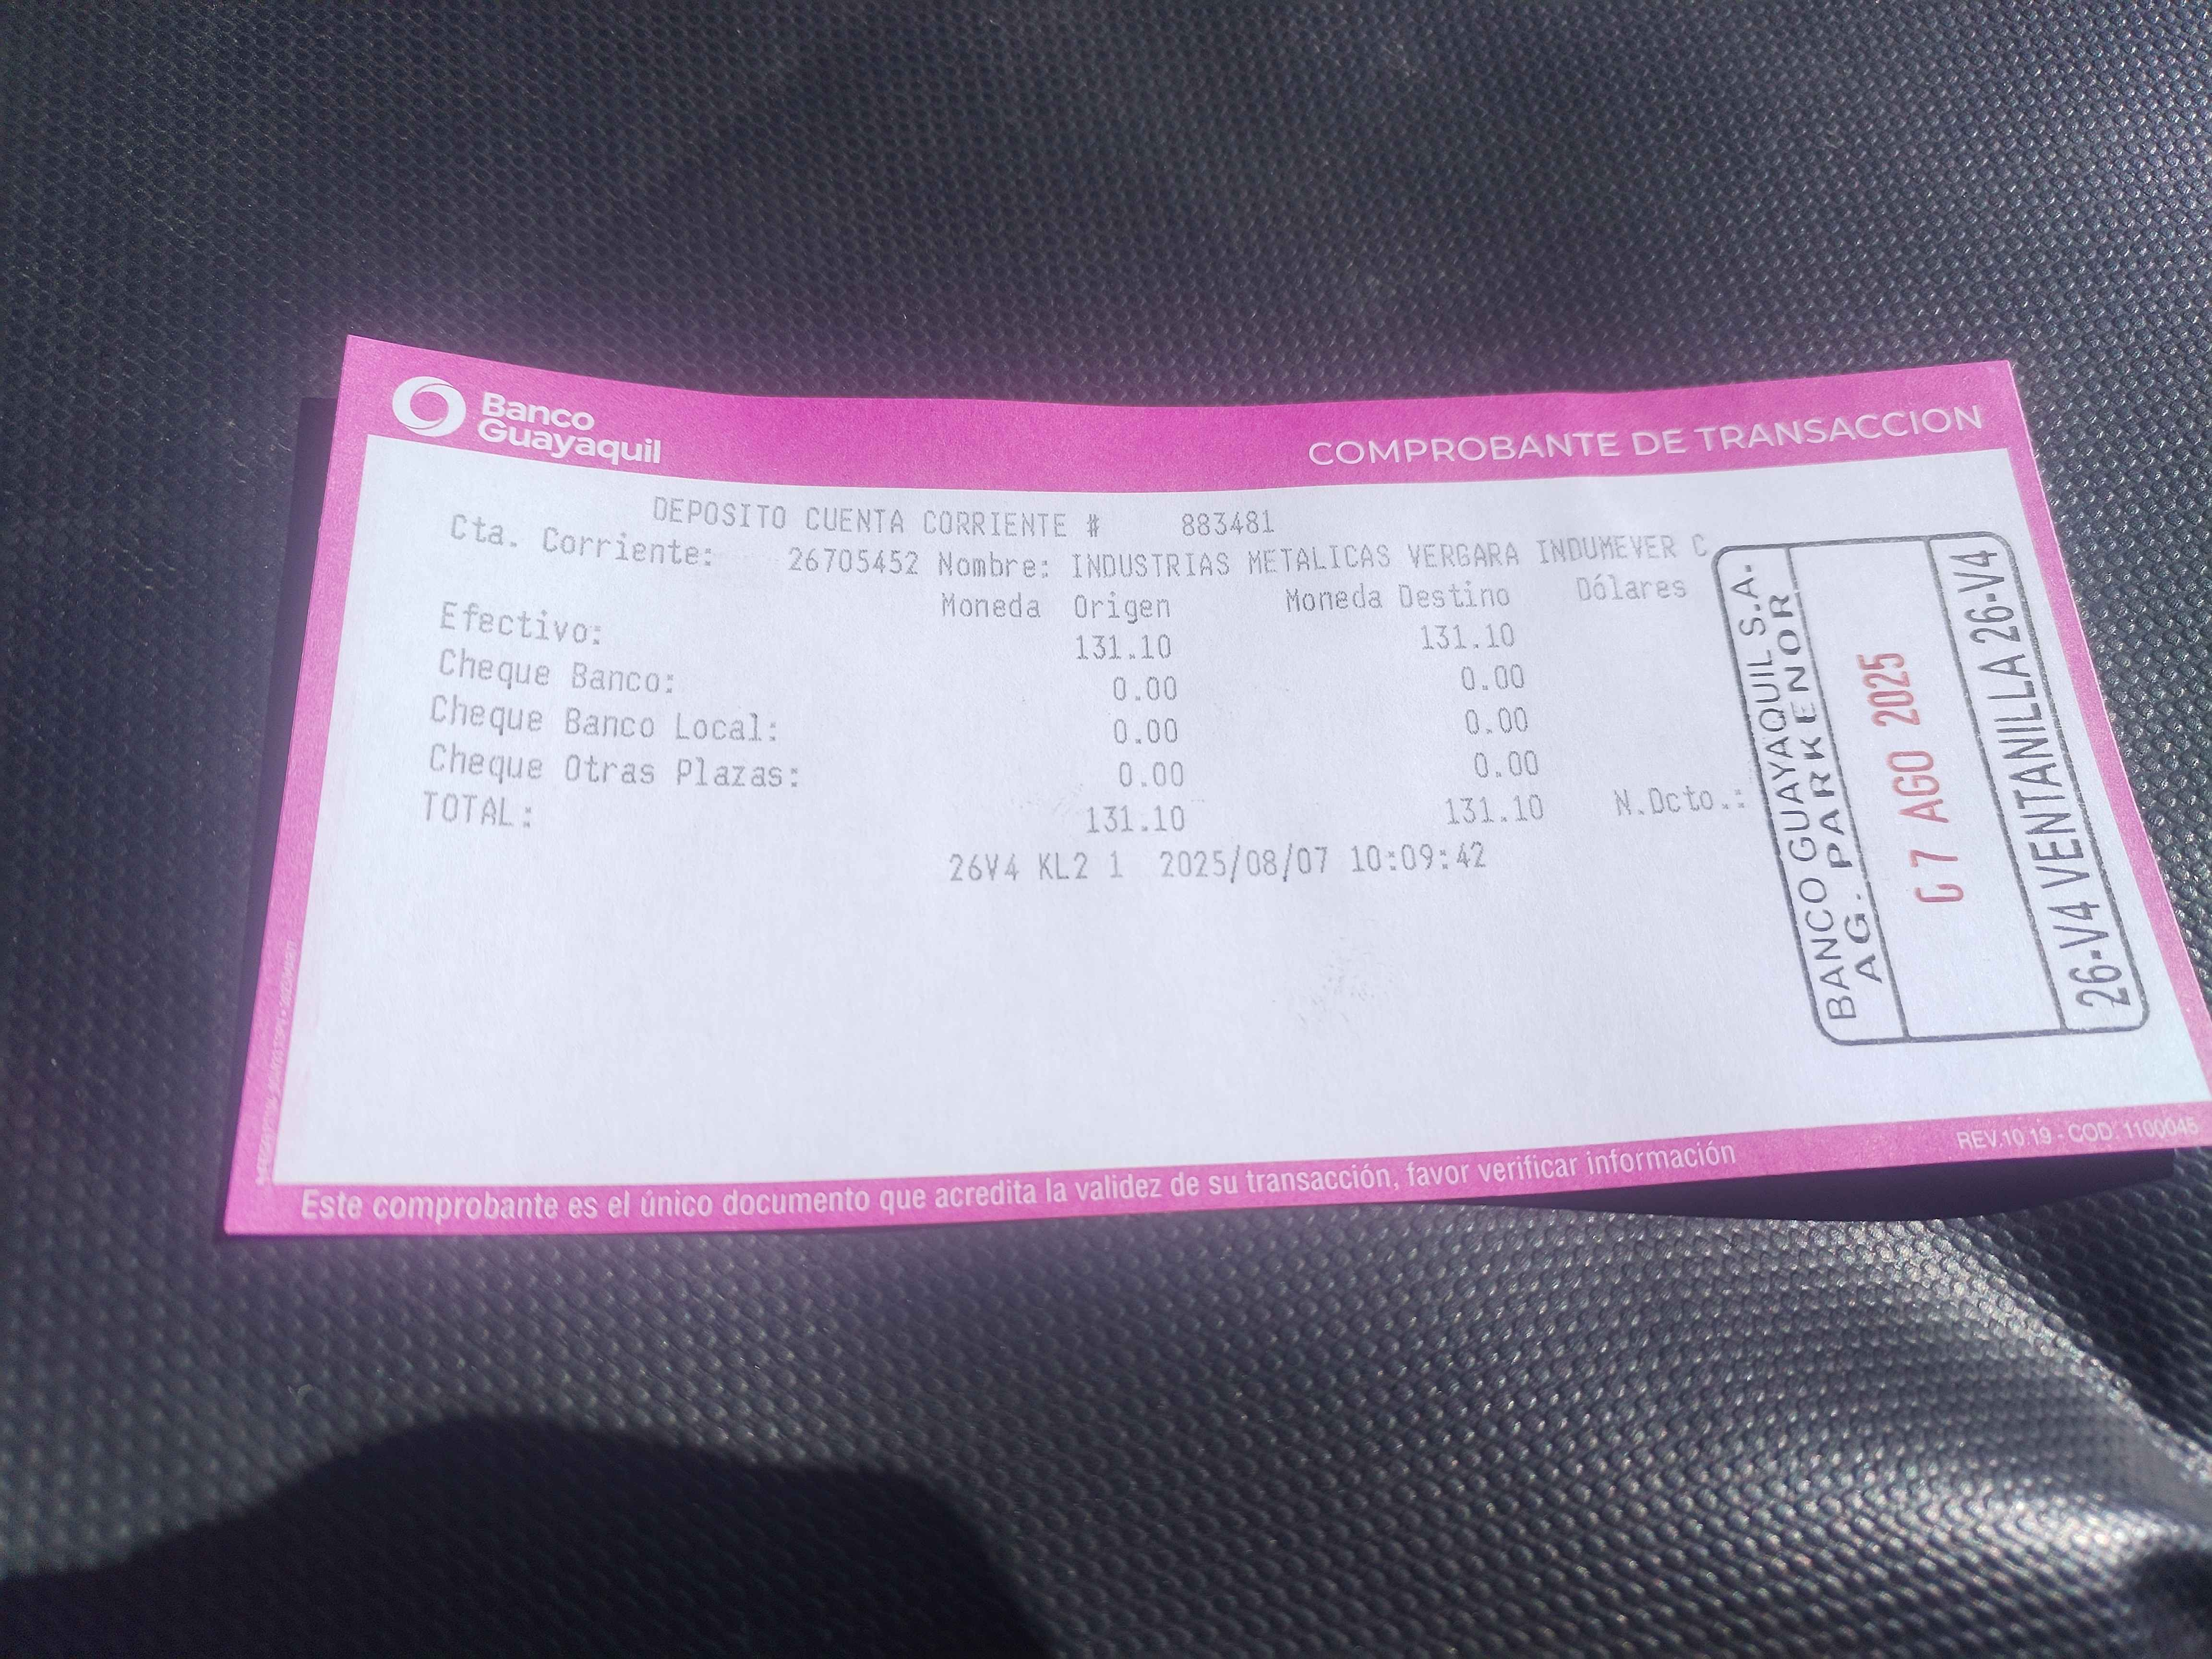 Banco
Guayaquil
COMPROBANTE DE TRANSACCION
DEPOSITO CUENTA CORRIENTE # 883481
Cta. Corriente: 26705452 Nombre: INDUSTRIAS METALICAS VERGARA INDUMEVER C
Moneda Origen Moneda Destino Dólares
Efectivo: 131.10 131.10
Cheque Banco: 0.00 0.00
Cheque Banco Local: 0.00 0.00
Cheque Otras Plazas: 0.00 0.00
TOTAL: 131.10 131.10 N.Dcto.:
26V4 KL2 1 2025/08/07 10:09:42
BANCO GUAYAQUIL S.A.
AG. PARKENOR
07 AGO 2025
26-V4 VENTANILLA 26-V4
Este comprobante es el único documento que acredita la validez de su transacción, favor verificar información
REV.10.19 - COD. 1100045